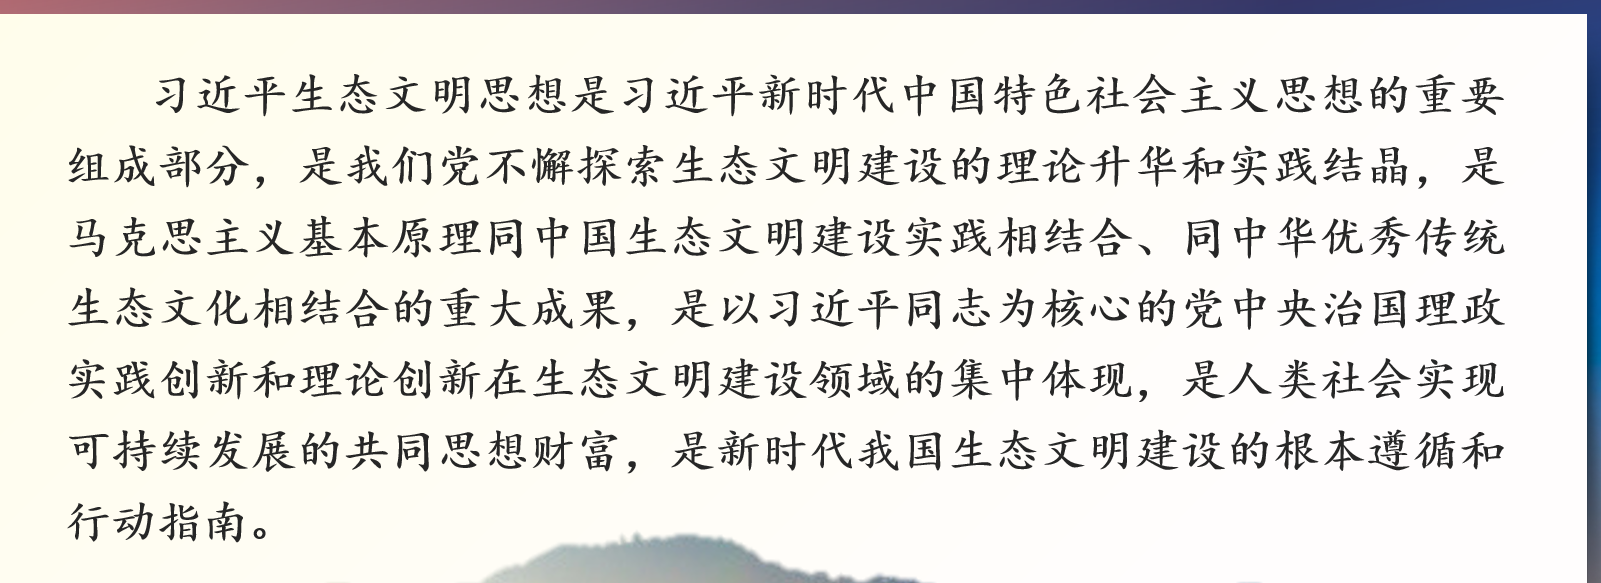 习近平生态文明思想是习近平新时代中国特色社会主义思想的重要
组成部分，是我们党不懈探索生态文明建设的理论升华和实践结晶，是
马克思主义基本原理同中国生态文明建设实践相结合、同中华优秀传统
生态文化相结合的重大成果，是以习近平同志为核心的党中央治国理政
实践创新和理论创新在生态文明建设领域的集中体现，是人类社会实现
可持续发展的共同思想财富，是新时代我国生态文明建设的根本遵循和
行动指南。